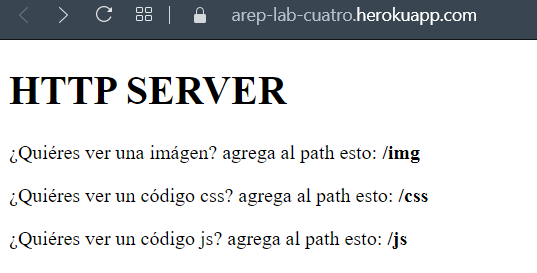 arep-lab-cuatro.herokuapp.com
HTTP SERVER
¿Quiéres ver una imágen? agrega al path esto: /img
¿Quiéres ver un código css? agrega al path esto: /css
¿Quiéres ver un código js? agrega al path esto: /js